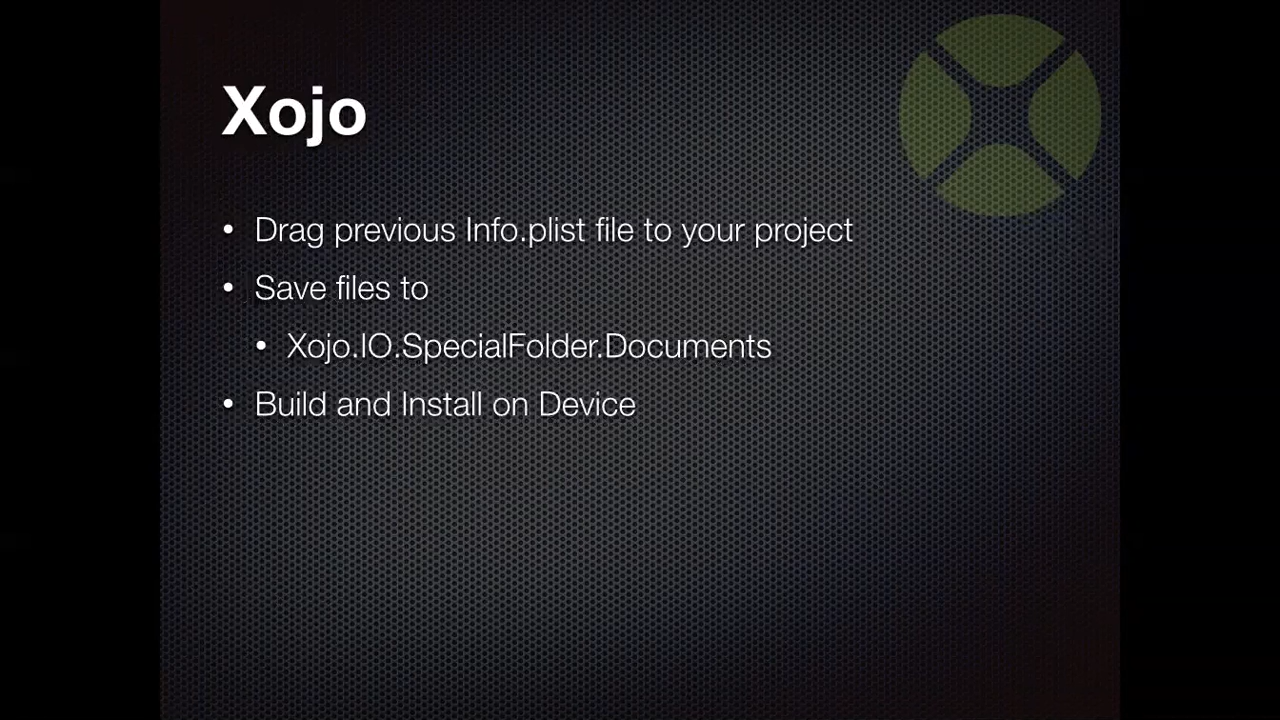 Xojo
• Drag previous Info.plist file to your project
• Save files to
• Xojo.IO.SpecialFolder.Documents
• Build and Install on Device